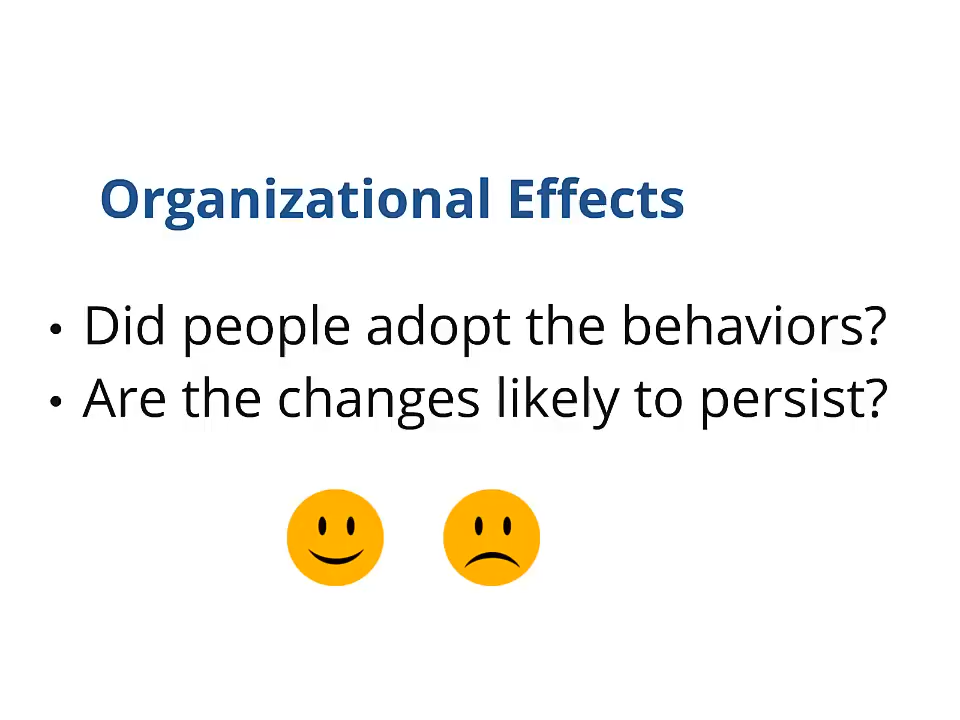 Organizational Effects
• Did people adopt the behaviors?
• Are the changes likely to persist?